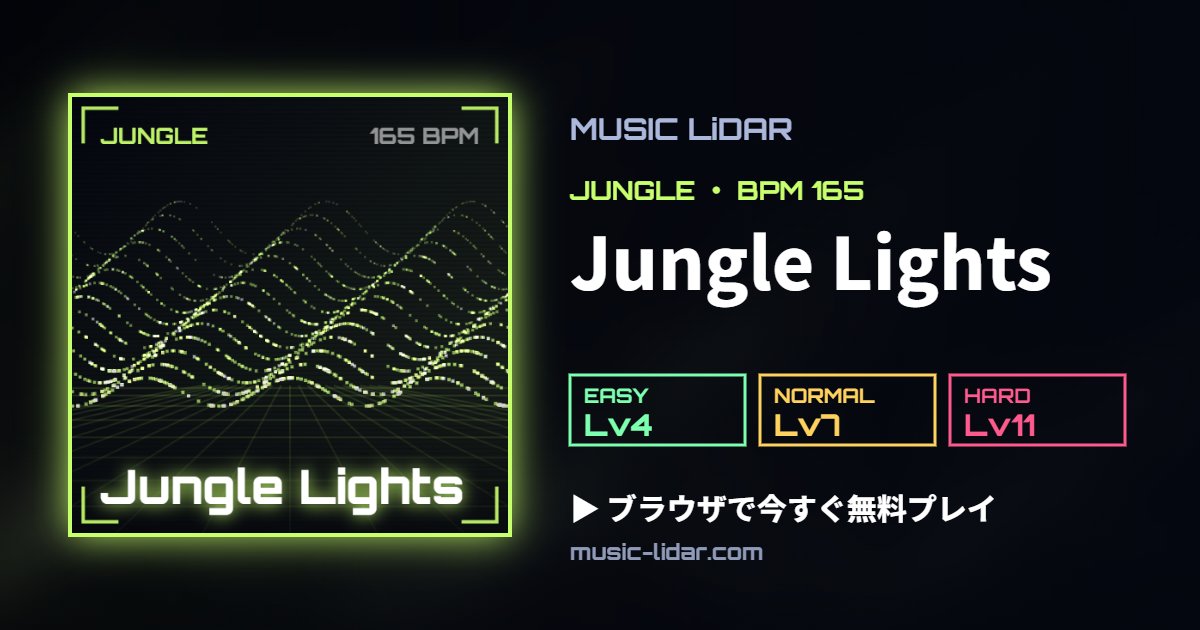 JUNGLE
165 BPM
Jungle Lights
MUSIC LiDAR
JUNGLE • BPM 165
Jungle Lights
EASY
Lv4
NORMAL
Lv7
HARD
Lv11
▶ ブラウザで今すぐ無料プレイ
music-lidar.com